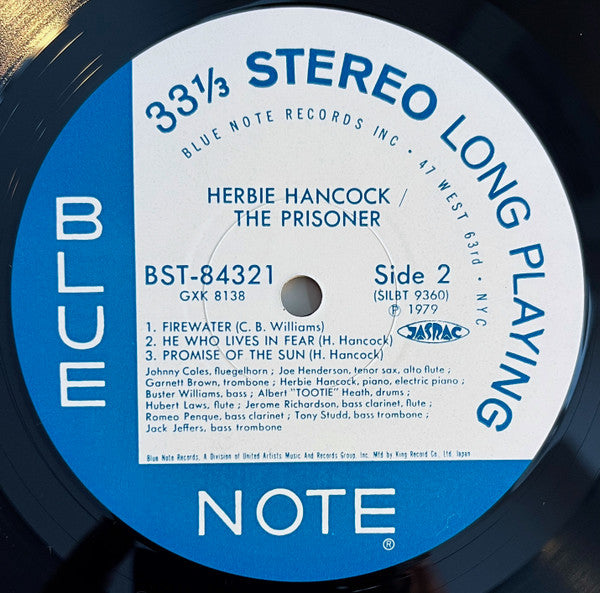 33⅓ STEREO LONG PLAYING
BLUE NOTE RECORDS INC • 47 WEST 63rd • NYC
HERBIE HANCOCK /
THE PRISONER
BST-84321 Side 2
GXK 8138 (SILBT 9360)
Ⓟ 1979
JASRAC
1. FIREWATER (C. B. Williams)
2. HE WHO LIVES IN FEAR (H. Hancock)
3. PROMISE OF THE SUN (H. Hancock)
Johnny Coles, fluegelhorn ; Joe Henderson, tenor sax, alto flute ;
Garnett Brown, trombone ; Herbie Hancock, piano, electric piano ;
Buster Williams, bass ; Albert "TOOTIE" Heath, drums ;
Hubert Laws, flute ; Jerome Richardson, bass clarinet, flute ;
Romeo Penque, bass clarinet ; Tony Studd, bass trombone ;
Jack Jeffers, bass trombone
Blue Note Records, A Division of United Artists Music And Records Group, Inc. Mfd by King Record Co., Ltd. Japan
BLUE
NOTE®